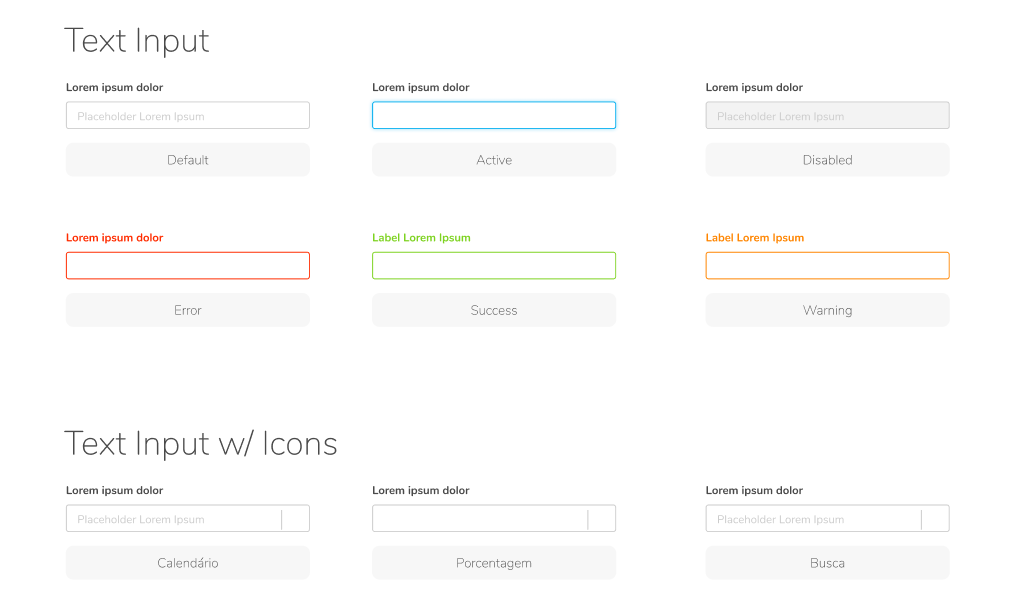 Text Input
Lorem ipsum dolor
Lorem ipsum dolor
Lorem ipsum dolor
Placeholder Lorem Ipsum
Placeholder Lorem Ipsum
Default
Active
Disabled
Lorem ipsum dolor
Label Lorem Ipsum
Label Lorem Ipsum
Error
Success
Warning
Text Input w/ Icons
Lorem ipsum dolor
Lorem ipsum dolor
Lorem ipsum dolor
Placeholder Lorem Ipsum
Placeholder Lorem Ipsum
Calendário
Porcentagem
Busca